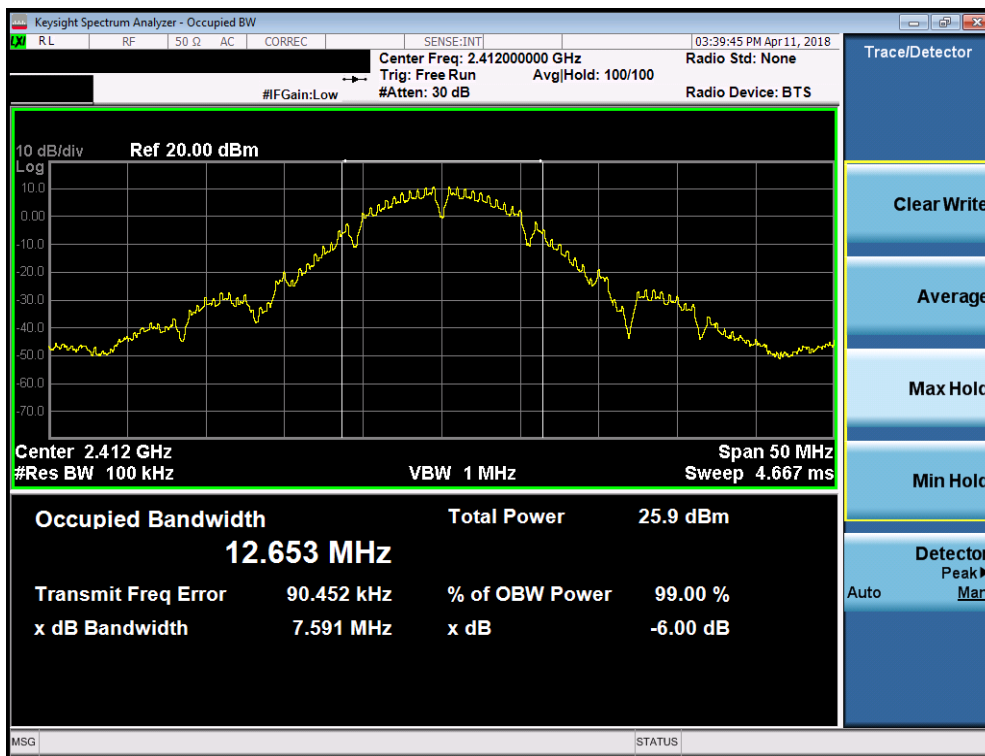 Keysight Spectrum Analyzer - Occupied BW
LXI RL RF 50 Ω AC CORREC SENSE:INT 03:39:45 PM Apr 11, 2018
Center Freq: 2.412000000 GHz Radio Std: None
Trig: Free Run Avg|Hold: 100/100
#IFGain:Low #Atten: 30 dB Radio Device: BTS
Trace/Detector
10 dB/div Ref 20.00 dBm
Log
10.0
0.00
-10.0
-20.0
-30.0
-40.0
-50.0
-60.0
-70.0
Center 2.412 GHz Span 50 MHz
#Res BW 100 kHz VBW 1 MHz Sweep 4.667 ms
Occupied Bandwidth Total Power 25.9 dBm
12.653 MHz
Transmit Freq Error 90.452 kHz % of OBW Power 99.00 %
x dB Bandwidth 7.591 MHz x dB -6.00 dB
Clear Write
Average
Max Hold
Min Hold
Detector
Peak
Auto Man
MSG STATUS